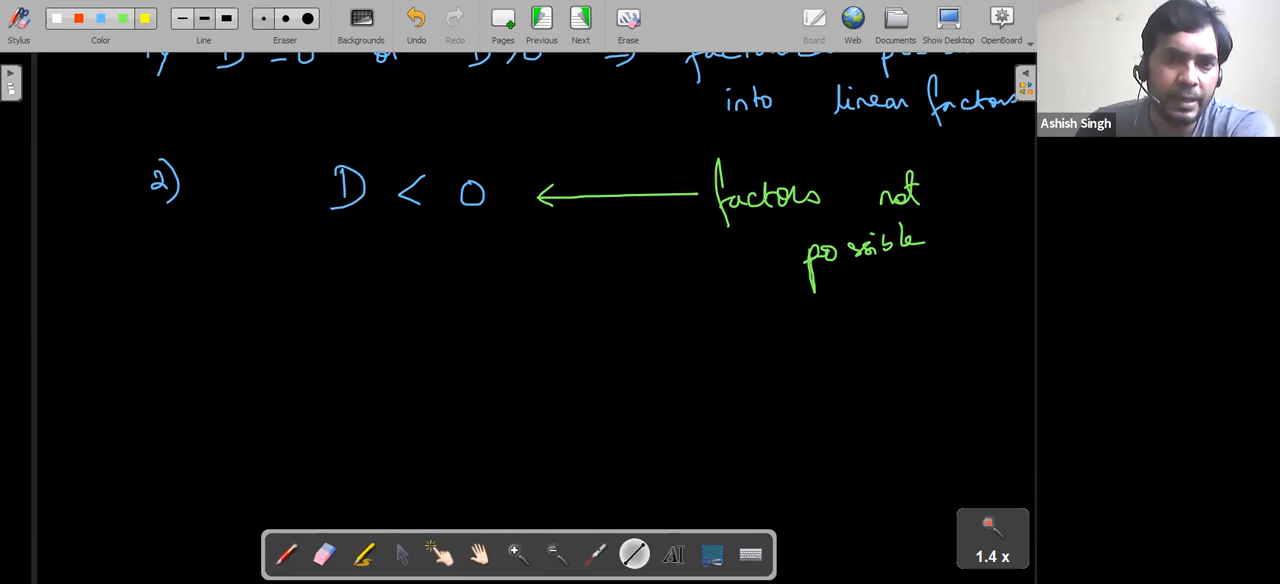 Stylus Color Line Eraser Backgrounds Undo Redo Pages Previous Next Erase Board Web Documents Show Desktop OpenBoard
into linear factors
Ashish Singh
2) D < 0 ← factors not
possible
AI
1.4 x